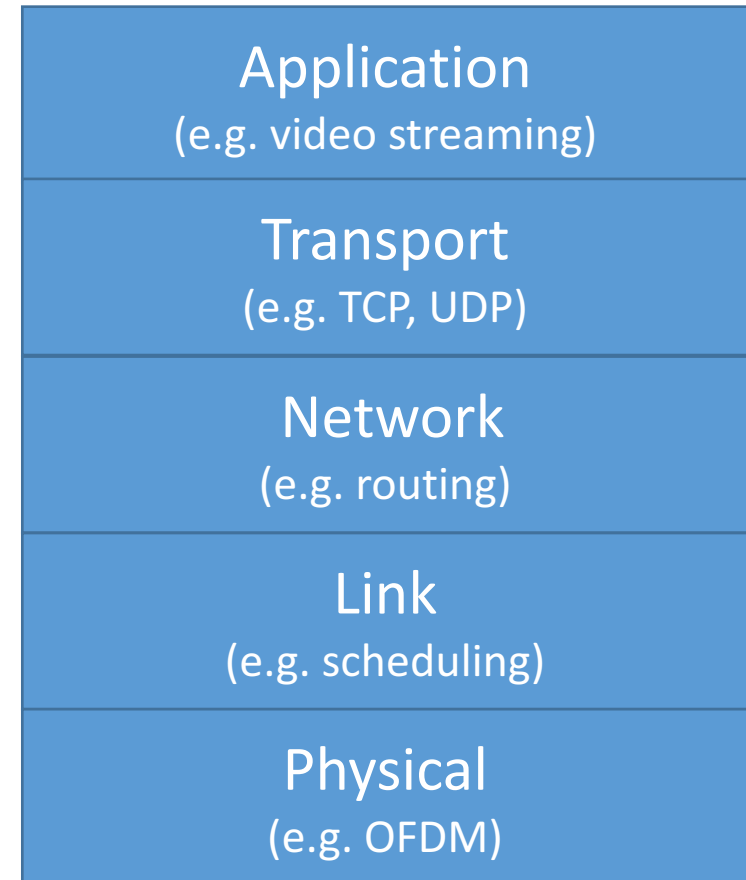 Application
(e.g. video streaming)
Transport
(e.g. TCP, UDP)
Network
(e.g. routing)
Link
(e.g. scheduling)
Physical
(e.g. OFDM)